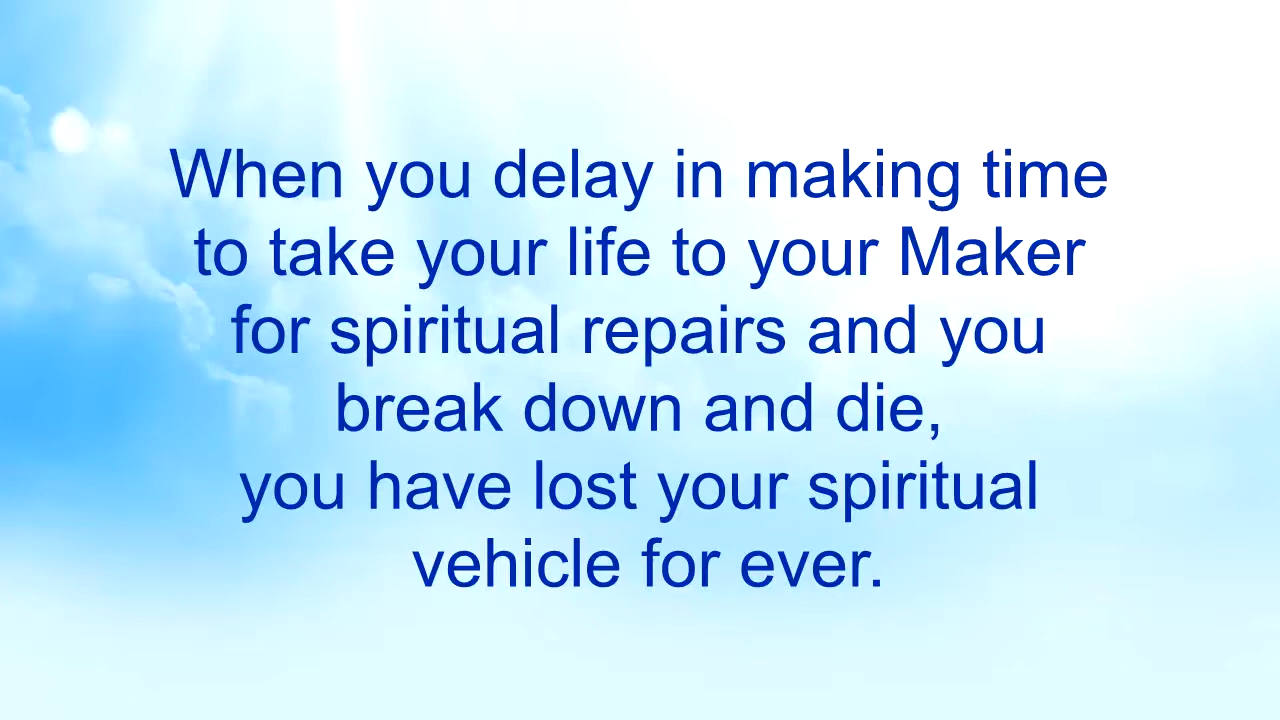 When you delay in making time
to take your life to your Maker
for spiritual repairs and you
break down and die,
you have lost your spiritual
vehicle for ever.